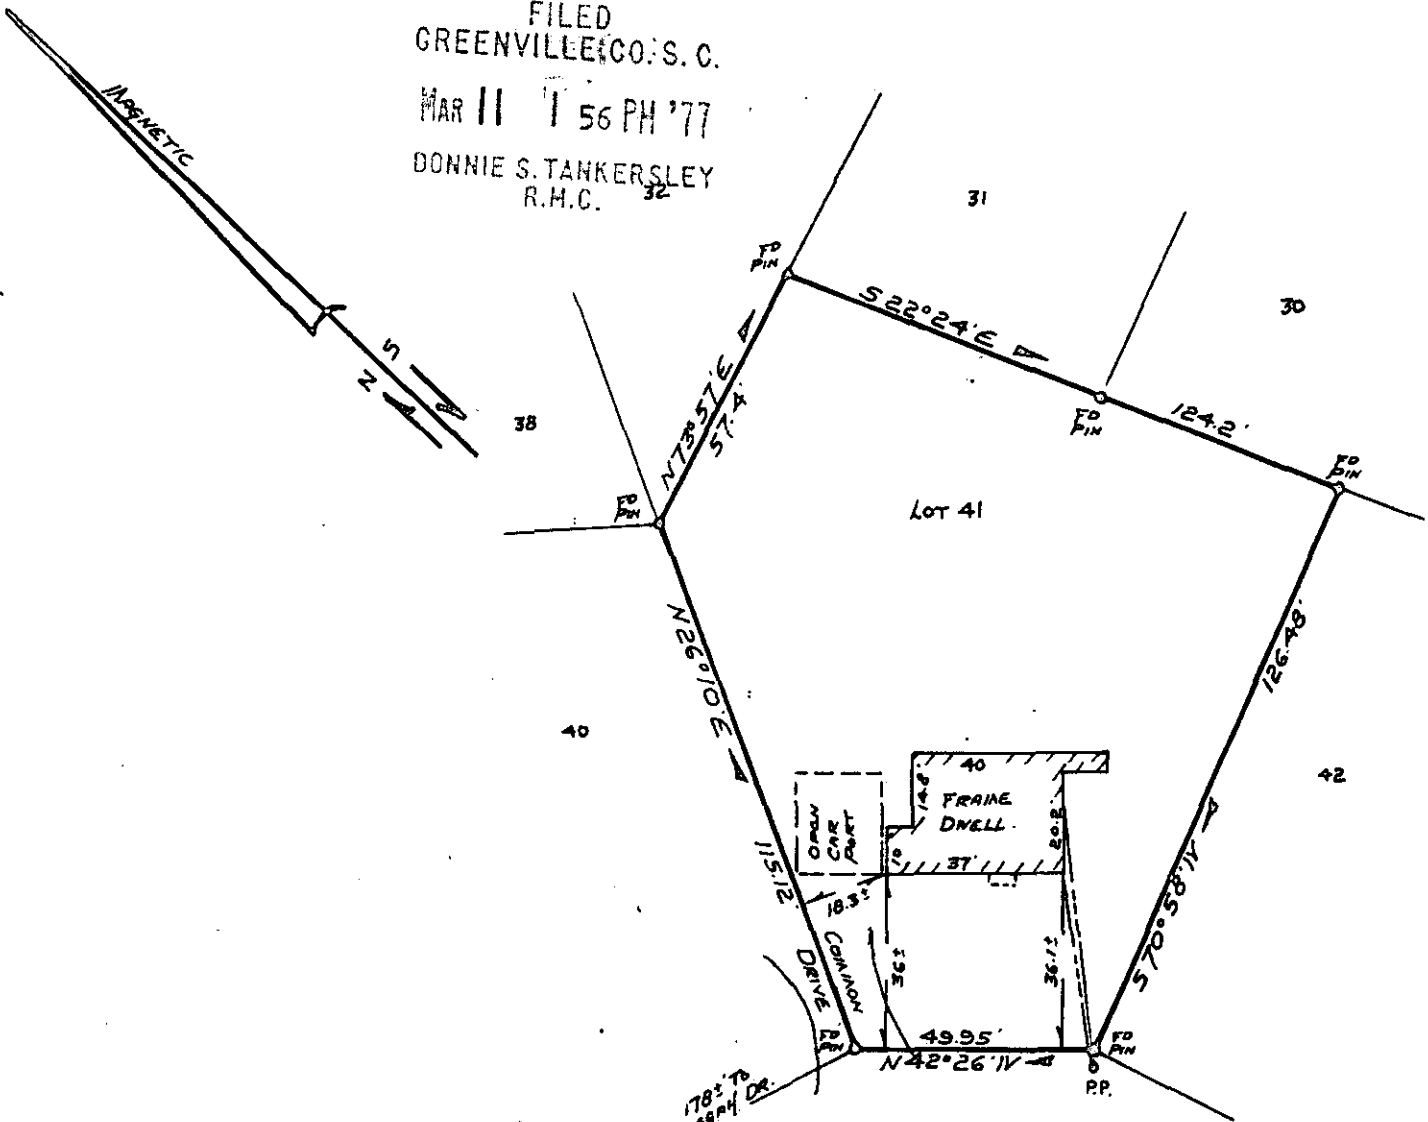 FILED
GREENVILLE CO. S. C.
MAR 11 1 56 PH '77
DONNIE S. TANKERSLEY
R.M.C.
MAGNETIC
S
N
32
31
30
38
FD
PIN
S 22° 24' E
N 73° 57' E
57.4'
FD
PIN
124.2'
FD
PIN
FD
PIN
LOT 41
N 26° 10' E
115.12'
126.48'
S 70° 58' W
40
42
40
14.8
FRAME
DWELL.
20.2
OPEN
CAR
PORT
10
37'
18.3±
COMMON
DRIVE
36±
36.1±
FD
PIN
49.95'
N 42° 26' W
FD
PIN
P.P.
178±' TO
DR.